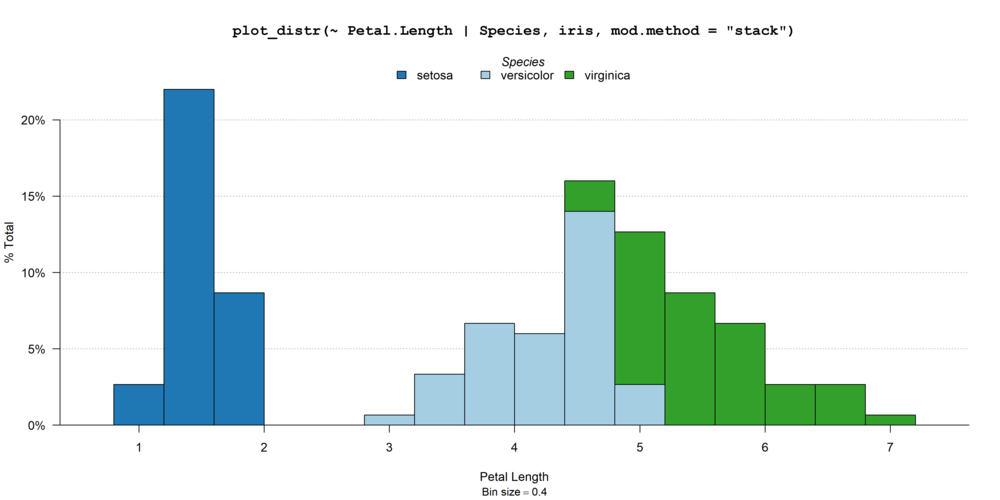 plot_distr(~ Petal.Length | Species, iris, mod.method = "stack")
Species
setosa versicolor virginica
20%
15%
10%
5%
0%
% Total
1 2 3 4 5 6 7
Petal Length
Bin size = 0.4